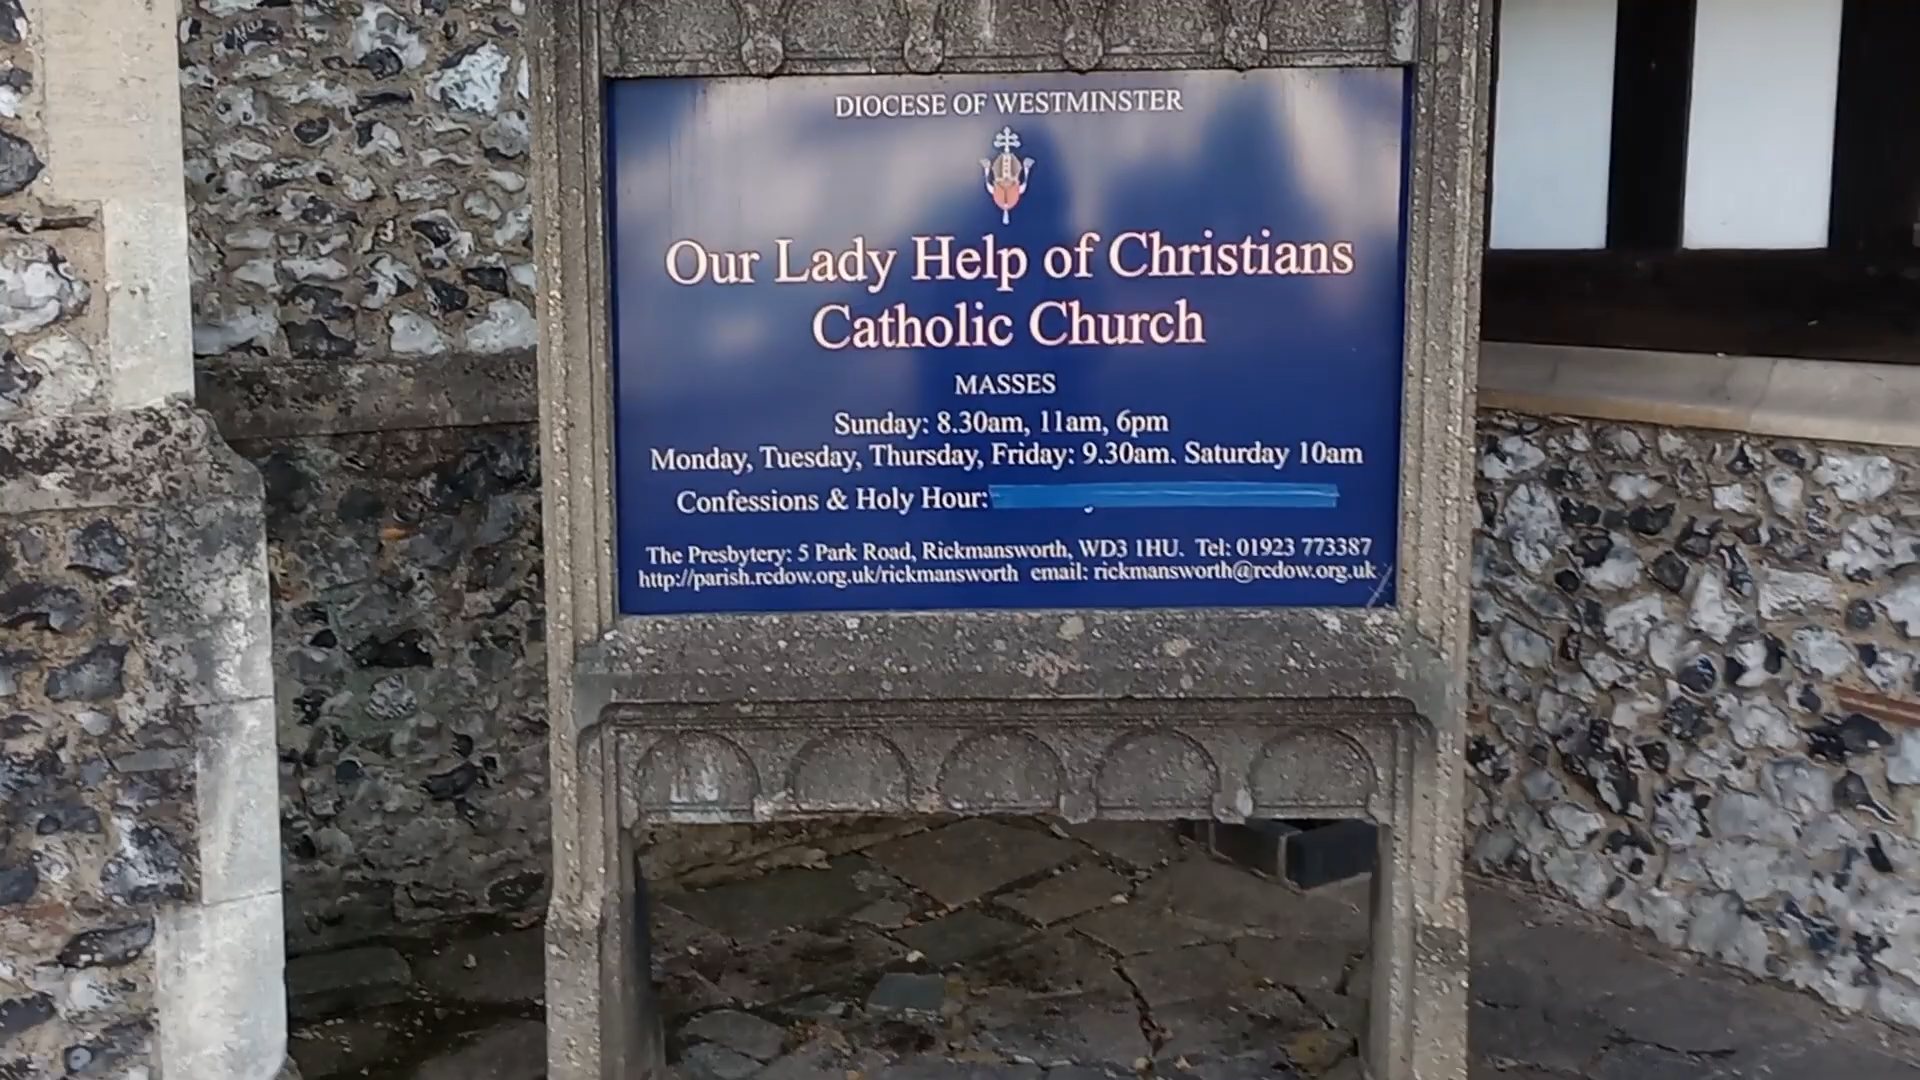 DIOCESE OF WESTMINSTER
Our Lady Help of Christians
Catholic Church
MASSES
Sunday: 8.30am, 11am, 6pm
Monday, Tuesday, Thursday, Friday: 9.30am. Saturday 10am
Confessions & Holy Hour:
The Presbytery: 5 Park Road, Rickmansworth, WD3 1HU. Tel: 01923 773387
http://parish.rcdow.org.uk/rickmansworth email: rickmansworth@rcdow.org.uk